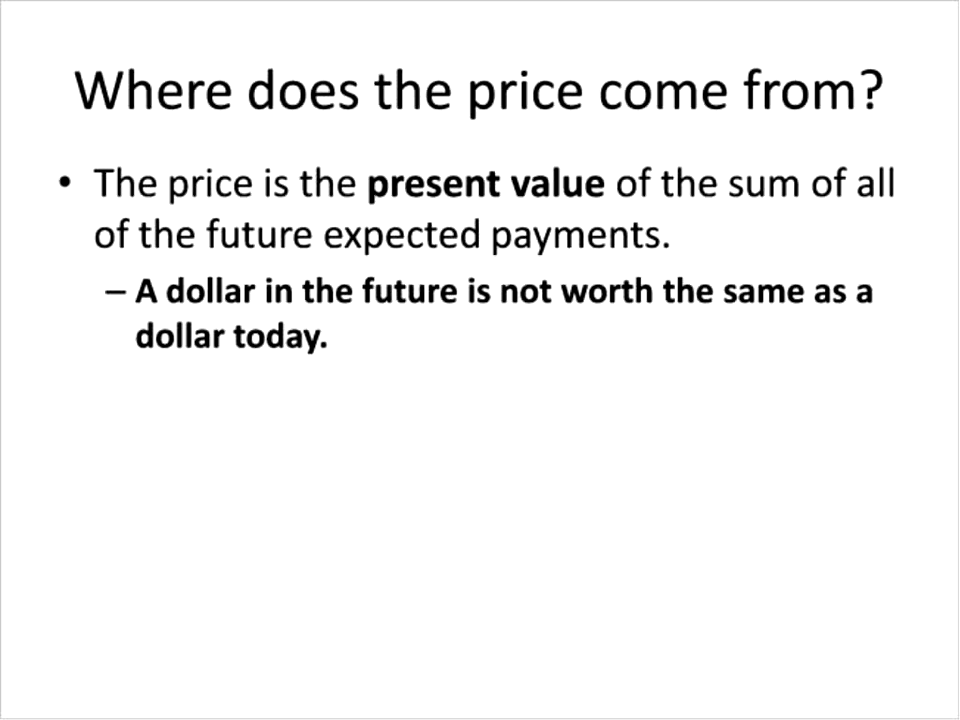 Where does the price come from?
• The price is the present value of the sum of all
of the future expected payments.
– A dollar in the future is not worth the same as a
dollar today.